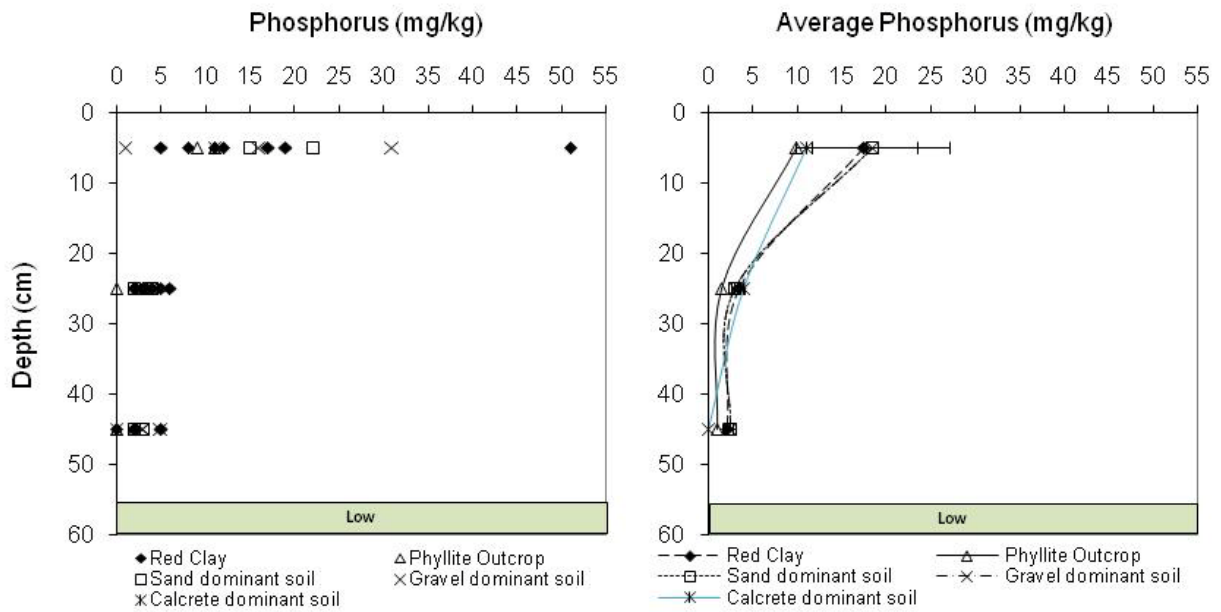 Phosphorus (mg/kg)
0 5 10 15 20 25 30 35 40 45 50 55
0
10
20
30
40
50
60
Depth (cm)
Low
Red Clay
Phyllite Outcrop
Sand dominant soil
Gravel dominant soil
Calcrete dominant soil
Average Phosphorus (mg/kg)
0 5 10 15 20 25 30 35 40 45 50 55
0
10
20
30
40
50
60
Low
Red Clay
Phyllite Outcrop
Sand dominant soil
Gravel dominant soil
Calcrete dominant soil